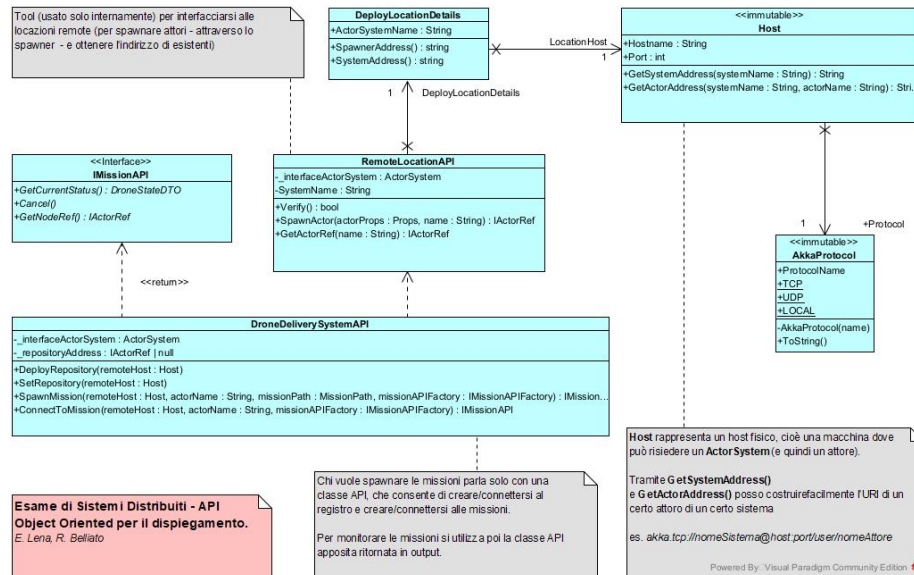 Tool (usato solo internamente) per interfacciarsi alle
locazioni remote (per spawnare attori - attraverso lo
spawner - e ottenere l'indirizzo di esistenti)
DeployLocationDetails
+ActorSystemName : String
+SpawnerAddress() : string
+SystemAddress() : string
LocationHost
1
<<immutable>>
Host
+Hostname : String
+Port : int
+GetSystemAddress(systemName : String) : String
+GetActorAddress(systemName : String, actorName : String) : Stri...
1
DeployLocationDetails
<<Interface>>
IMissionAPI
+GetCurrentStatus() : DroneStateDTO
+Cancel()
+GetNodeRef() : IActorRef
RemoteLocationAPI
-_interfaceActorSystem : ActorSystem
-SystemName : String
+Verify() : bool
+SpawnActor(actorProps : Props, name : String) : IActorRef
+GetActorRef(name : String) : IActorRef
1
+Protocol
<<immutable>>
AkkaProtocol
+ProtocolName
+TCP
+UDP
+LOCAL
-AkkaProtocol(name)
+ToString()
<<return>>
DroneDeliverySystemAPI
-_interfaceActorSystem : ActorSystem
-_repositoryAddress : IActorRef | null
+DeployRepository(remoteHost : Host)
+SetRepository(remoteHost : Host)
+SpawnMission(remoteHost : Host, actorName : String, missionPath : MissionPath, missionAPIFactory : IMissionAPIFactory) : IMission...
+ConnectToMission(remoteHost : Host, actorName : String, missionAPIFactory : IMissionAPIFactory) : IMissionAPI
Esame di Sistemi Distribuiti - API
Object Oriented per il dispiegamento.
E. Lena, R. Belliato
Chi vuole spawnare le missioni parla solo con una
classe API, che consente di creare/connettersi al
registro e creare/connettersi alle missioni.
Per monitorare le missioni si utilizza poi la classe API
apposita ritornata in output.
Host rappresenta un host fisico, cioè una macchina dove
può risiedere un ActorSystem (e quindi un attore).
Tramite GetSystemAddress()
e GetActorAddress() posso costruirefacilmente l'URI di un
certo attoro di un certo sistema
es. akka.tcp://nomeSistema@host:port/user/nomeAttore
Powered By Visual Paradigm Community Edition